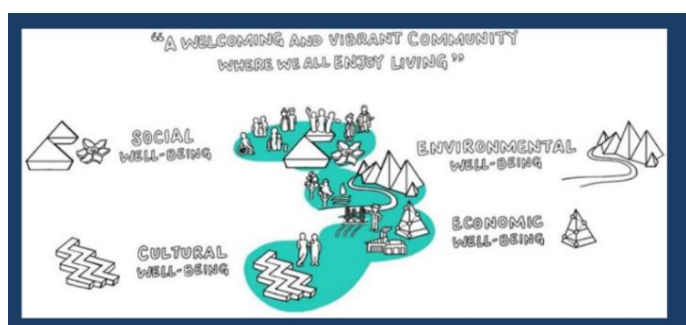 “A WELCOMING AND VIBRANT COMMUNITY
WHERE WE ALL ENJOY LIVING”
SOCIAL
WELL-BEING
ENVIRONMENTAL
WELL-BEING
CULTURAL
WELL-BEING
ECONOMIC
WELL-BEING